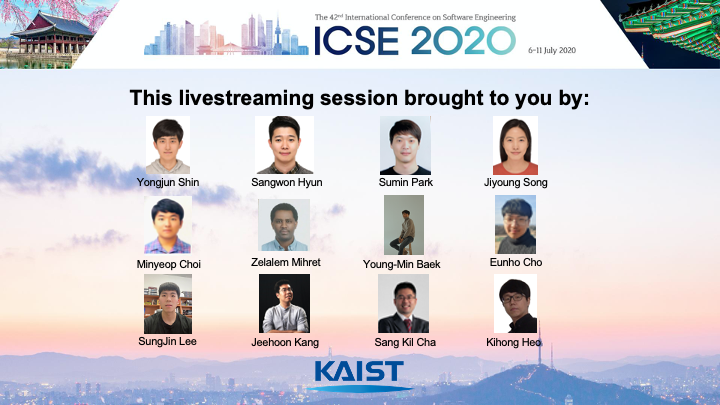 The 42nd International Conference on Software Engineering
ICSE 2020
6-11 July 2020
This livestreaming session brought to you by:
Yongjun Shin
Sangwon Hyun
Sumin Park
Jiyoung Song
Minyeop Choi
Zelalem Mihret
Young-Min Baek
Eunho Cho
SungJin Lee
Jeehoon Kang
Sang Kil Cha
Kihong Heo
KAIST